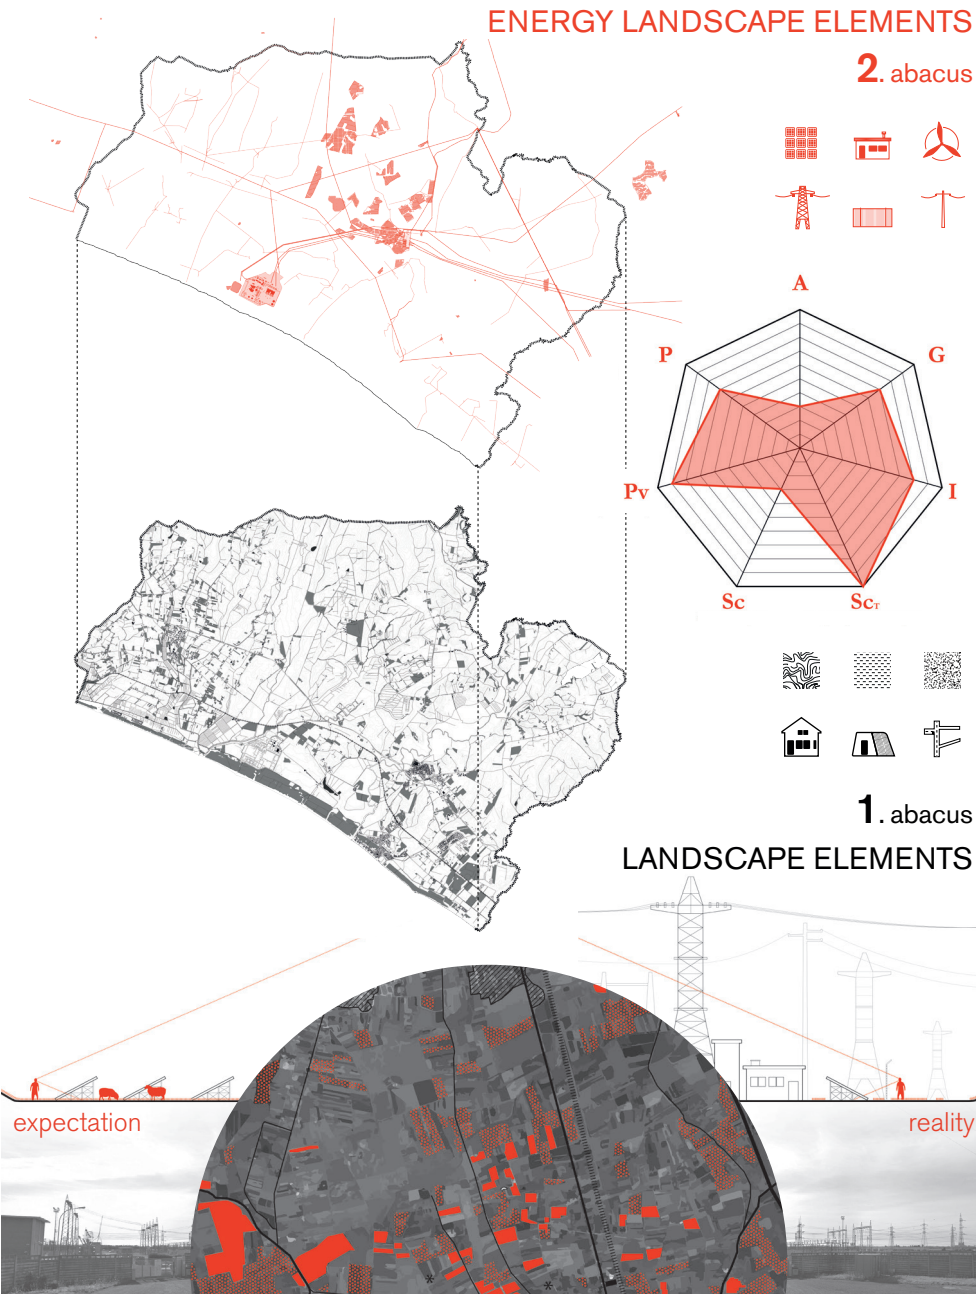 ENERGY LANDSCAPE ELEMENTS
2. abacus
A
P
G
Pv
I
Sc
ScT
1. abacus
LANDSCAPE ELEMENTS
expectation
reality